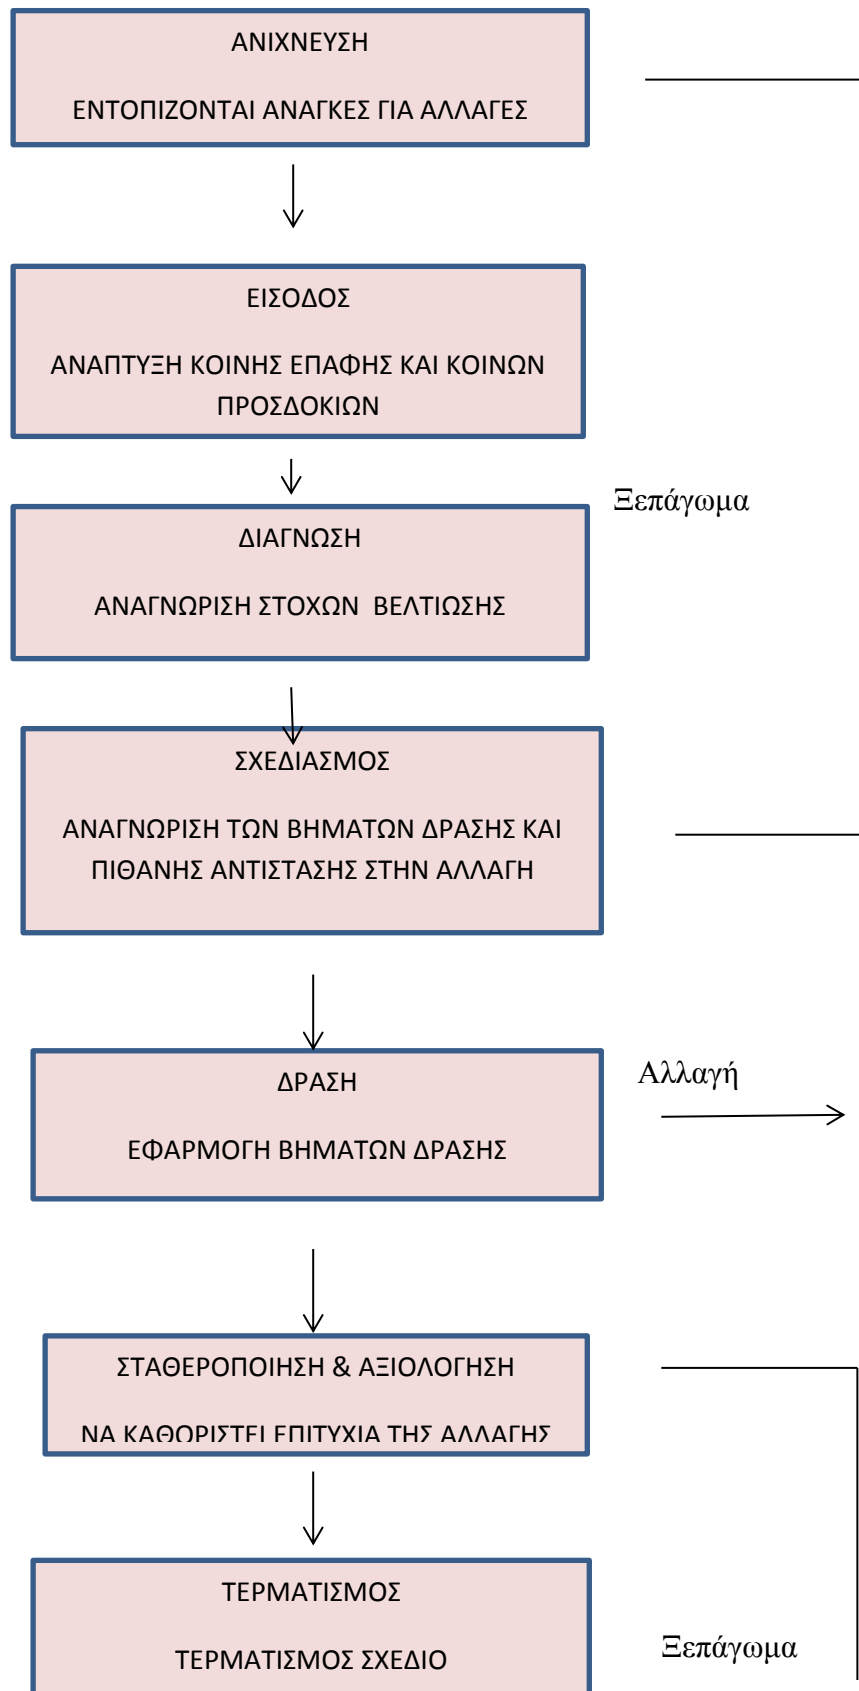 ΑΝΙΧΝΕΥΣΗ
ΕΝΤΟΠΙΖΟΝΤΑΙ ΑΝΑΓΚΕΣ ΓΙΑ ΑΛΛΑΓΕΣ
ΕΙΣΟΔΟΣ
ΑΝΑΠΤΥΞΗ ΚΟΙΝΗΣ ΕΠΑΦΗΣ ΚΑΙ ΚΟΙΝΩΝ
ΠΡΟΣΔΟΚΙΩΝ
Ξεπάγωμα
ΔΙΑΓΝΩΣΗ
ΑΝΑΓΝΩΡΙΣΗ ΣΤΟΧΩΝ  ΒΕΛΤΙΩΣΗΣ
ΣΧΕΔΙΑΣΜΟΣ
ΑΝΑΓΝΩΡΙΣΗ ΤΩΝ ΒΗΜΑΤΩΝ ΔΡΑΣΗΣ ΚΑΙ
ΠΙΘΑΝΗΣ ΑΝΤΙΣΤΑΣΗΣ ΣΤΗΝ ΑΛΛΑΓΗ
Αλλαγή
ΔΡΑΣΗ
ΕΦΑΡΜΟΓΗ ΒΗΜΑΤΩΝ ΔΡΑΣΗΣ
ΣΤΑΘΕΡΟΠΟΙΗΣΗ & ΑΞΙΟΛΟΓΗΣΗ
ΝΑ ΚΑΘΟΡΙΣΤΕΙ ΕΠΙΤΥΧΙΑ ΤΗΣ ΑΛΛΑΓΗΣ
ΤΕΡΜΑΤΙΣΜΟΣ
Ξεπάγωμα
ΤΕΡΜΑΤΙΣΜΟΣ ΣΧΕΔΙΟ